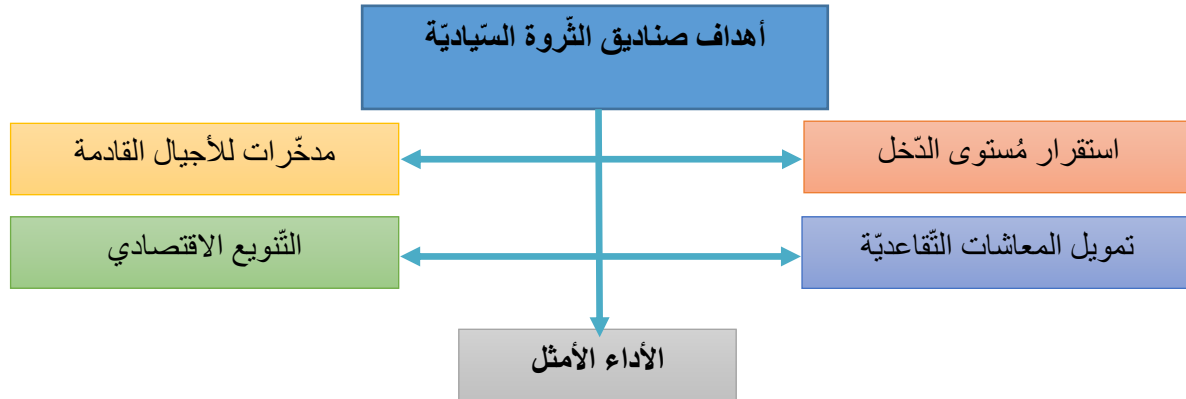 أهداف صناديق الثّروة السّياديّة
استقرار مُستوى الدّخل
مدخّرات للأجيال القادمة
تمويل المعاشات التّقاعديّة
التّنويع الاقتصادي
الأداء الأمثل